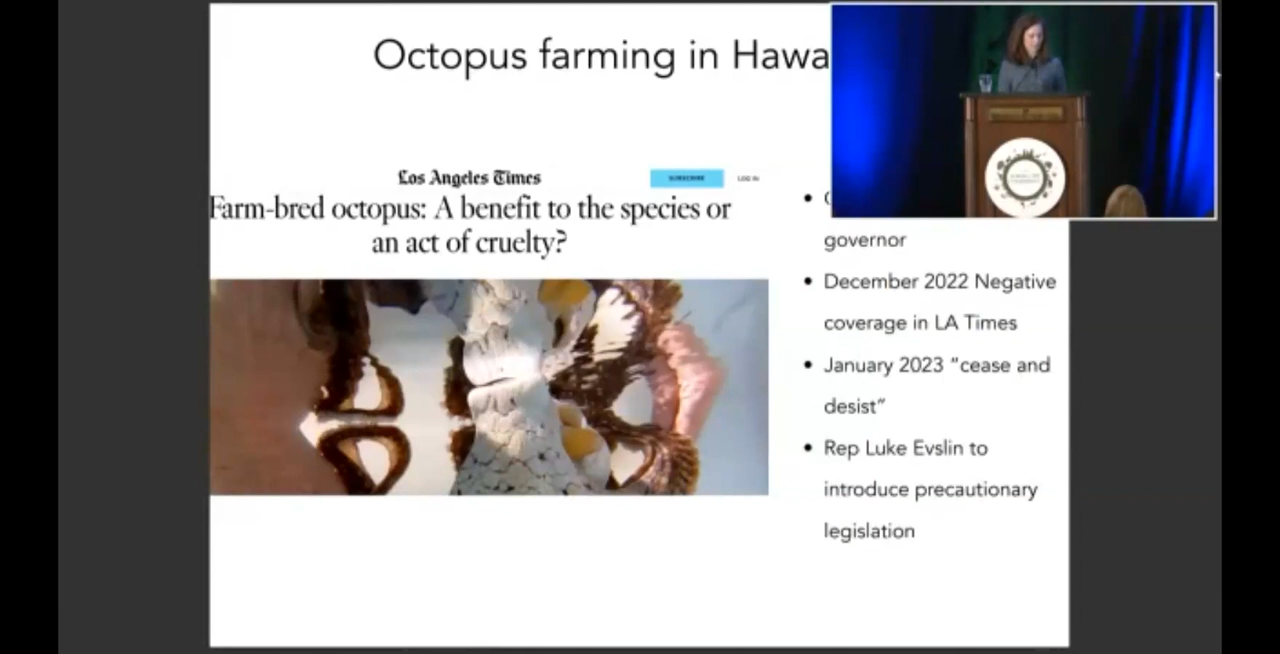 Octopus farming in Hawa
Los Angeles Times
SUBSCRIBE
LOG IN
Farm-bred octopus: A benefit to the species or
an act of cruelty?
governor
• December 2022 Negative
coverage in LA Times
• January 2023 “cease and
desist”
• Rep Luke Evslin to
introduce precautionary
legislation